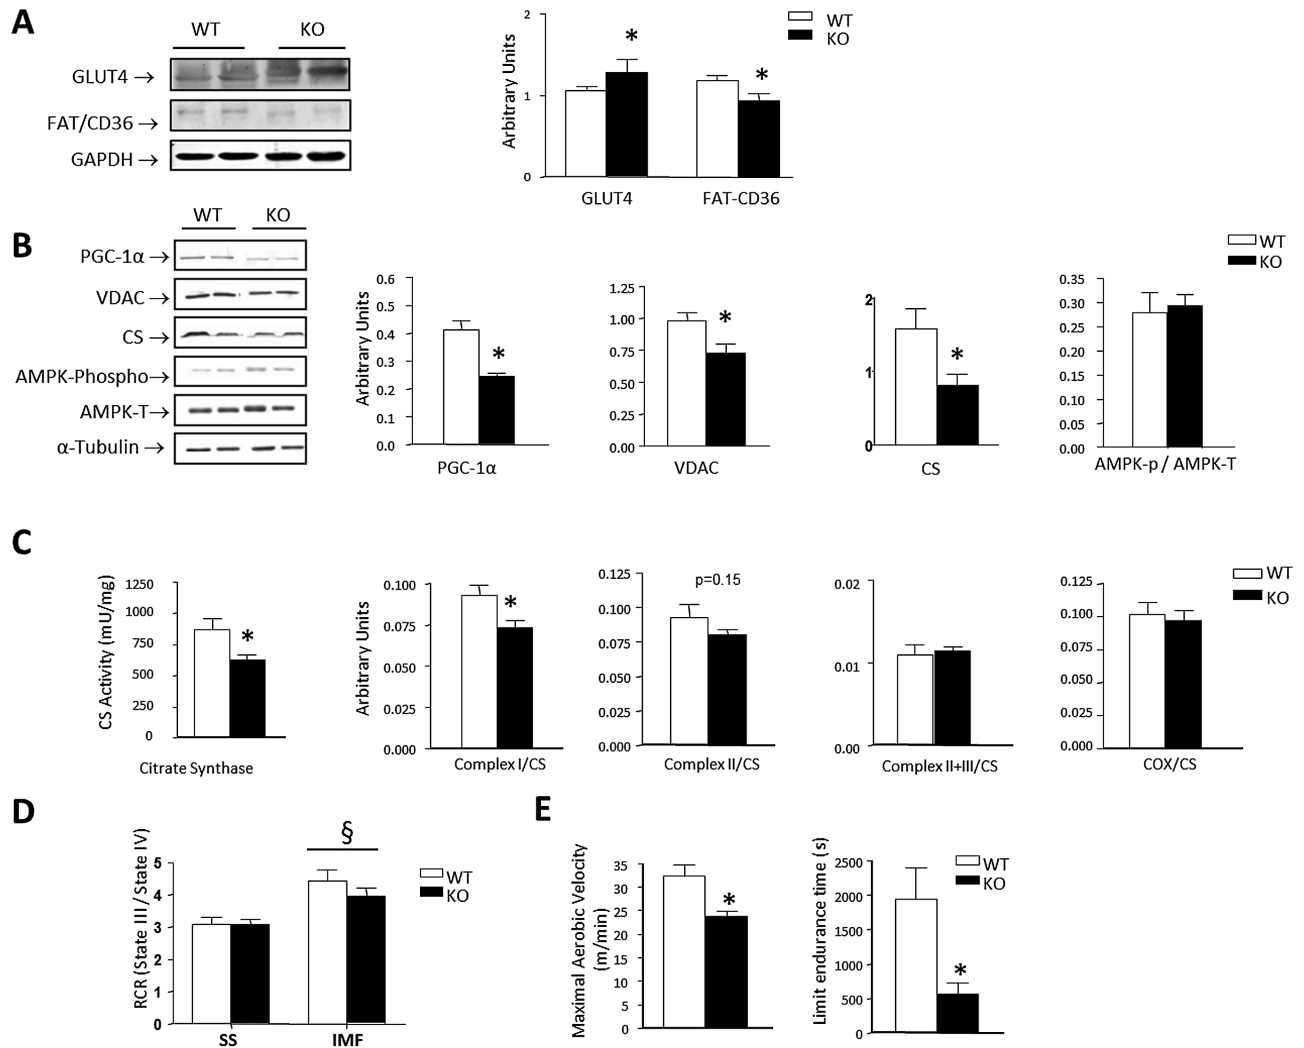 A
WT KO
GLUT4
FAT/CD36
GAPDH
Arbitrary Units
2
1
0
*
*
GLUT4 FAT-CD36
WT
KO
B
WT KO
PGC-1α
VDAC
CS
AMPK-Phospho
AMPK-T
α-Tubulin
Arbitrary Units
0.6
0.5
0.4
0.3
0.2
0.1
0.0
*
PGC-1α
1.25
1.00
0.75
0.50
0.25
0.00
*
VDAC
2
1
0
*
CS
0.35
0.30
0.25
0.20
0.15
0.10
0.05
0.00
AMPK-p / AMPK-T
WT
KO
C
CS Activity (mU/mg)
1250
1000
750
500
250
0
*
Citrate Synthase
Arbitrary Units
0.100
0.075
0.050
0.025
0.000
*
Complex I/CS
0.125
0.100
0.075
0.050
0.025
0.000
p=0.15
Complex II/CS
0.02
0.01
0.00
Complex II+III/CS
0.125
0.100
0.075
0.050
0.025
0.000
COX/CS
WT
KO
D
RCR (State III / State IV)
5
4
3
2
1
0
§
SS IMF
WT
KO
E
Maximal Aerobic Velocity
(m/min)
35
30
25
20
15
10
5
0
*
Limit endurance time (s)
2500
2000
1500
1000
500
0
*
WT
KO